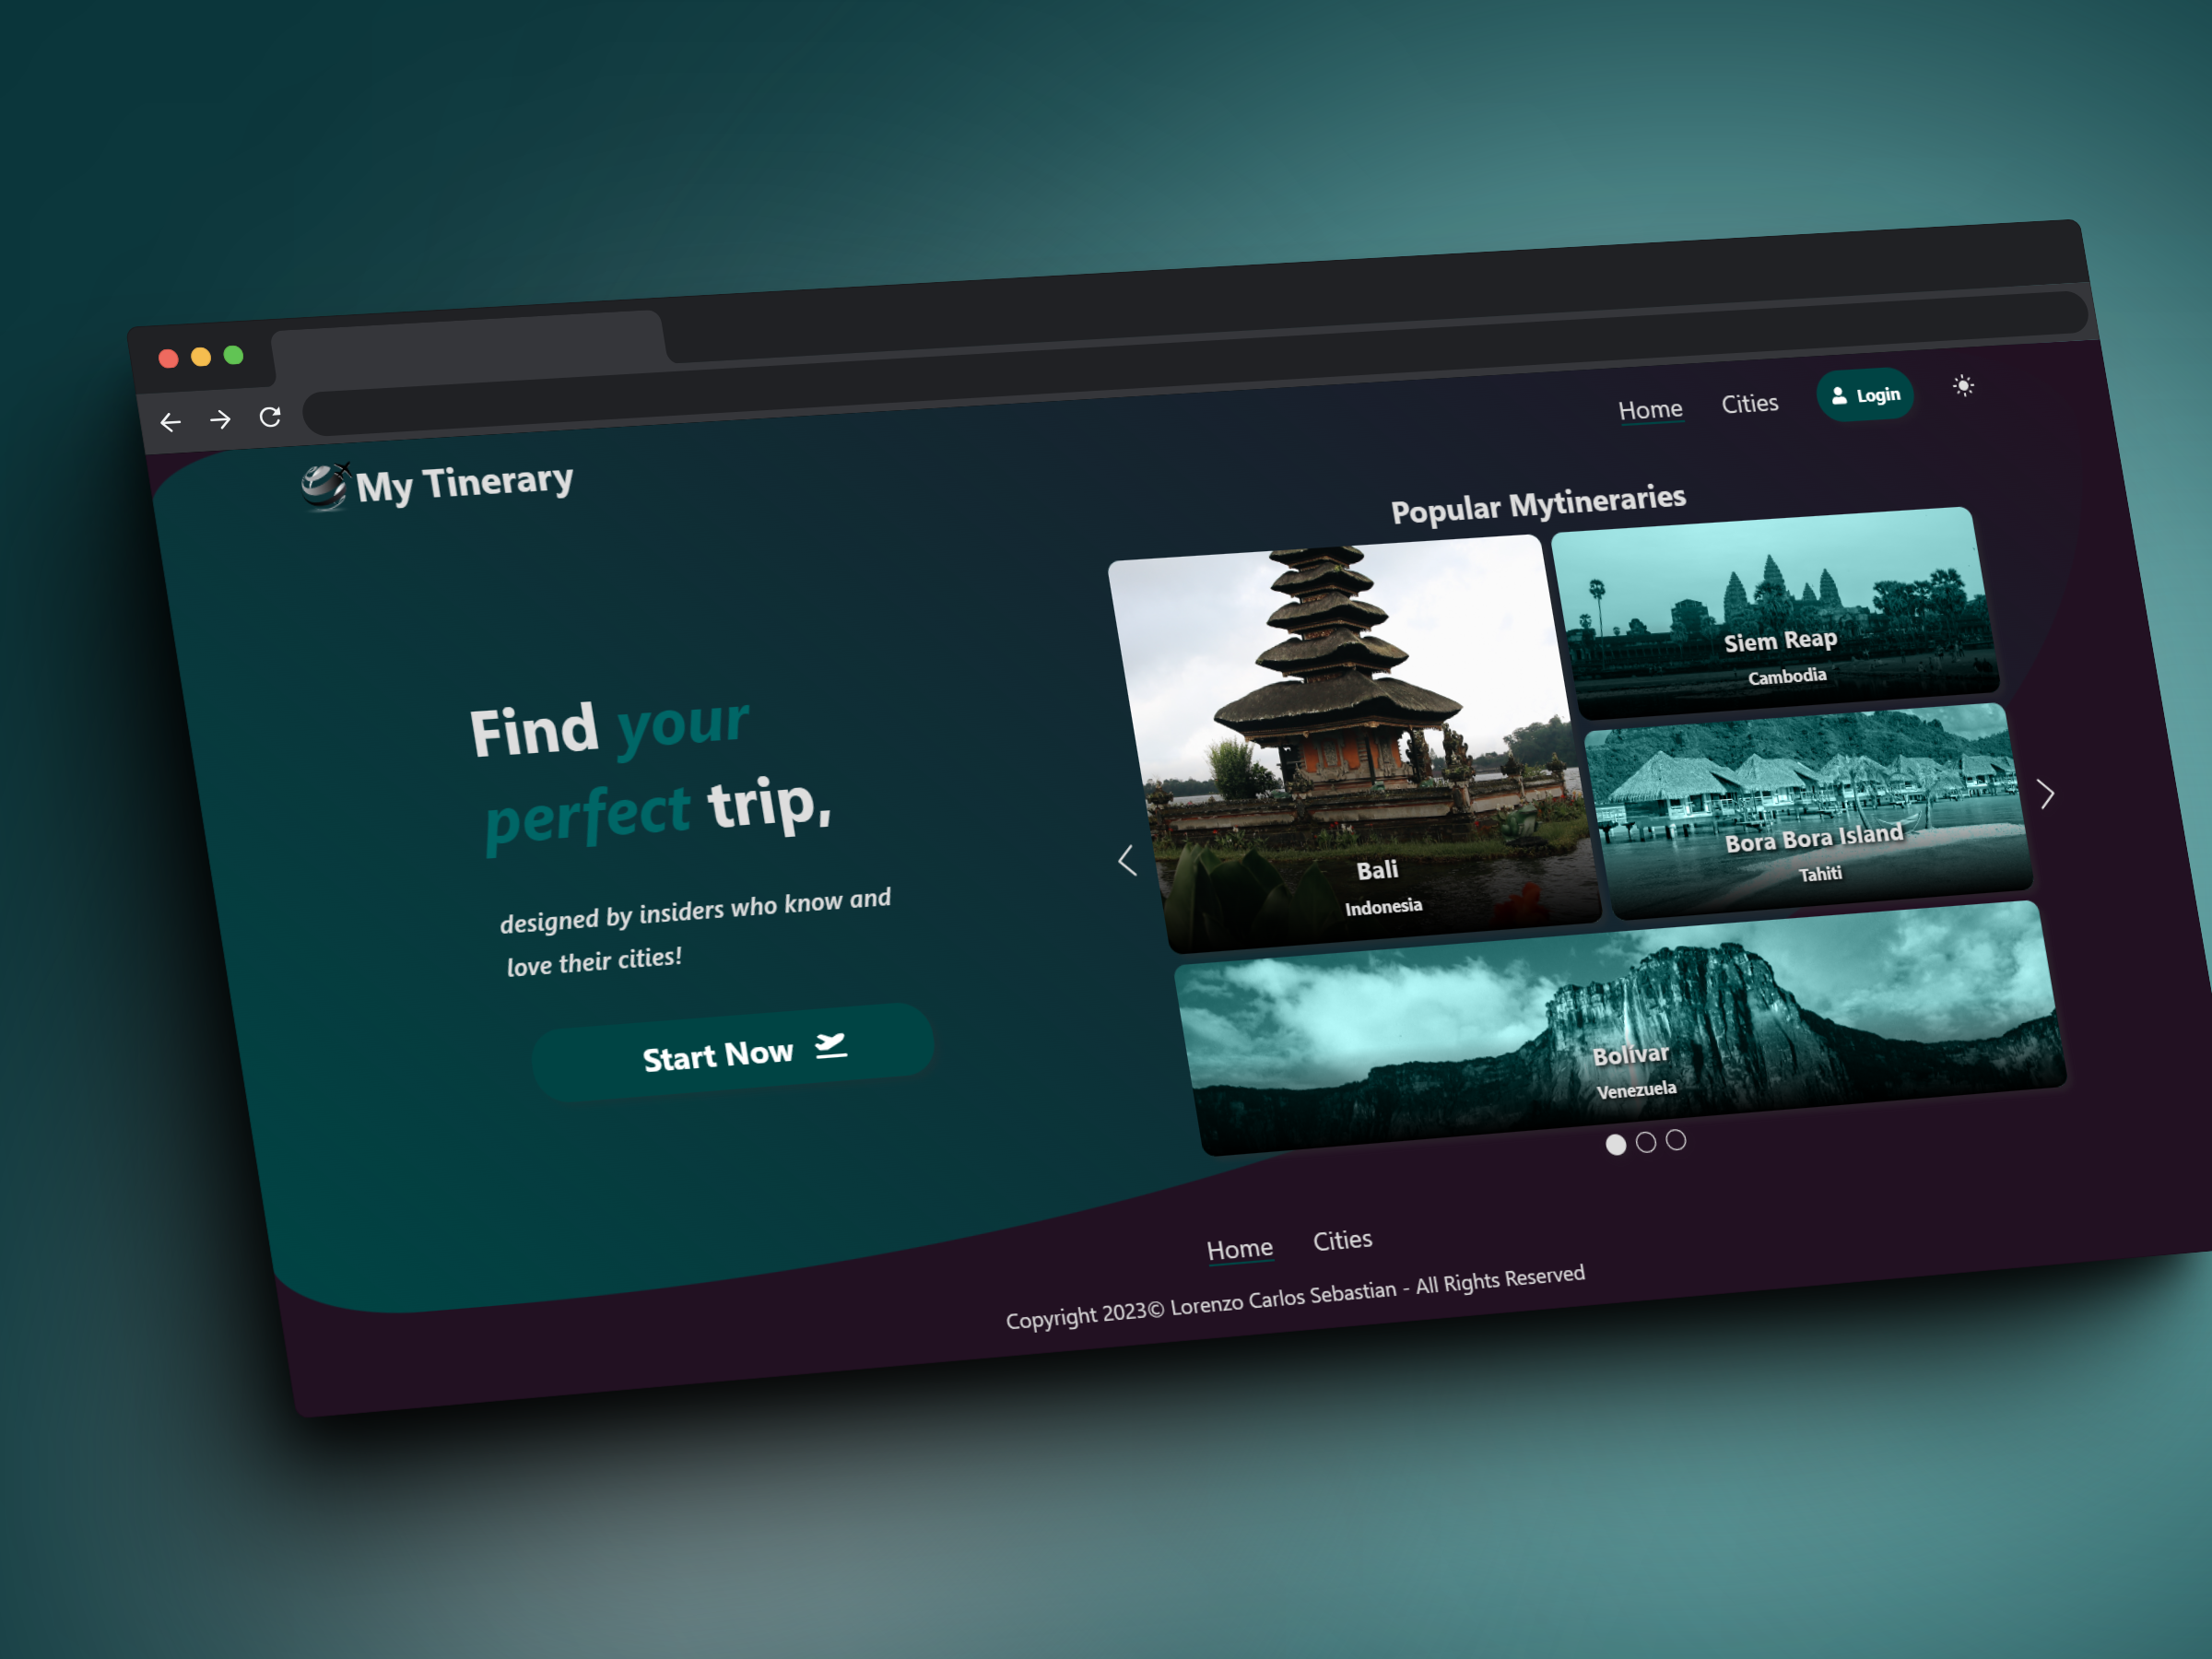 Home Cities Login
My Tinerary
Find your
perfect trip,
designed by insiders who know and
love their cities!
Start Now
Popular Mytineraries
Bali
Indonesia
Siem Reap
Cambodia
Bora Bora Island
Tahiti
Bolívar
Venezuela
Home Cities
Copyright 2023© Lorenzo Carlos Sebastian - All Rights Reserved